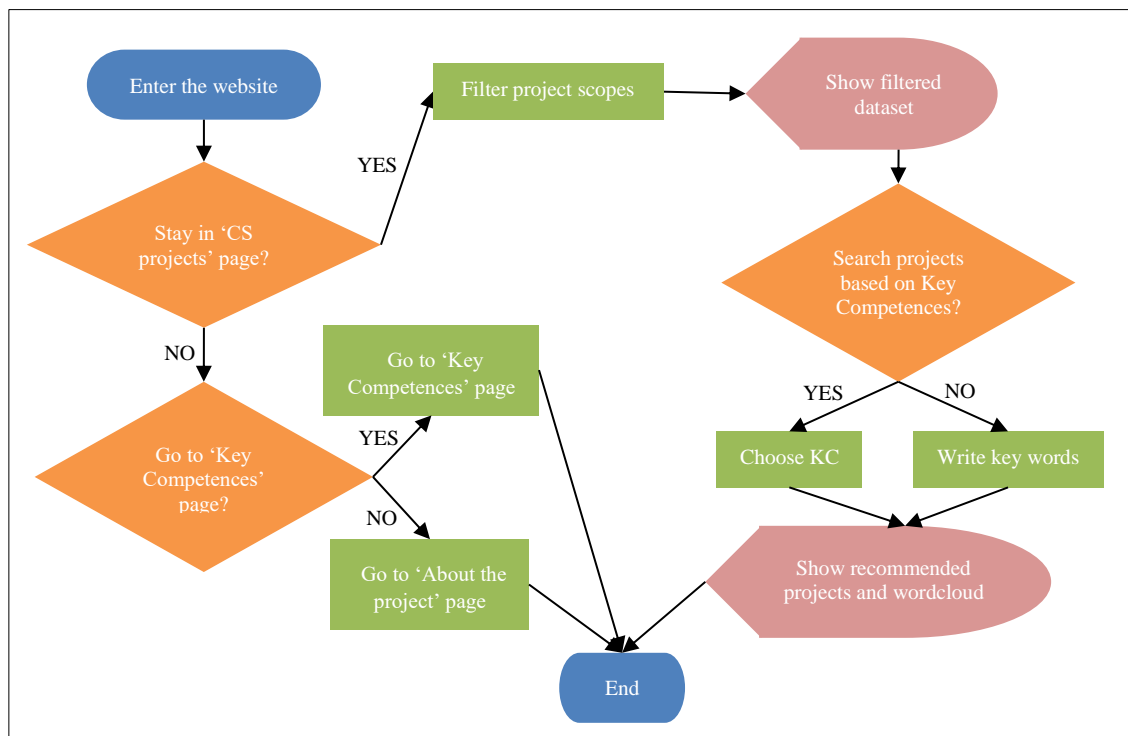 Enter the website
Filter project scopes
Show filtered
dataset
YES
Stay in ‘CS
projects’ page?
Search projects
based on Key
Competences?
NO
Go to ‘Key
Competences’ page
YES
NO
YES
Go to ‘Key
Competences’
page?
Choose KC
Write key words
NO
Go to ‘About the
project’ page
Show recommended
projects and wordcloud
End